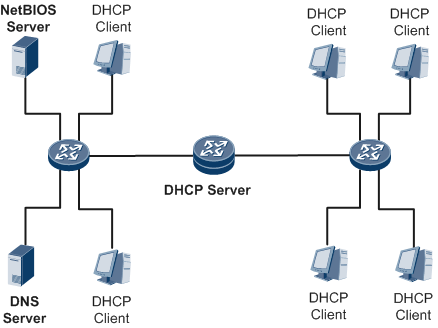 NetBIOS
Server
DHCP
Client
DHCP
Client
DHCP
Client
DHCP Server
DNS
Server
DHCP
Client
DHCP
Client
DHCP
Client